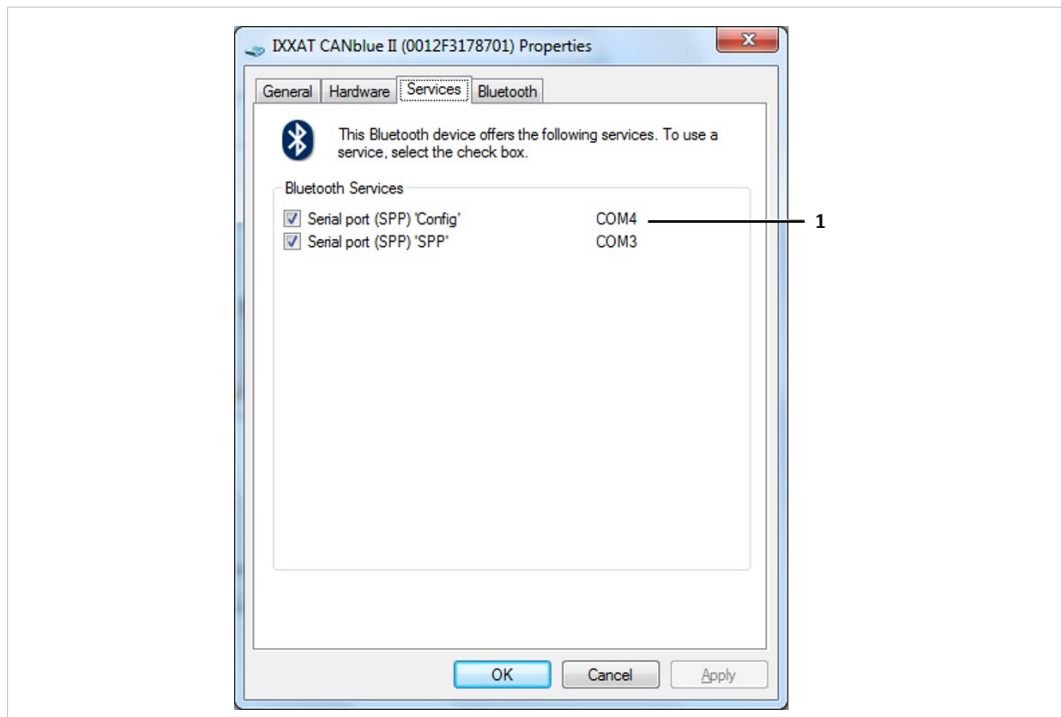 IXXAT CANblue II (0012F3178701) Properties
General Hardware Services Bluetooth
This Bluetooth device offers the following services. To use a
service, select the check box.
Bluetooth Services
Serial port (SPP) 'Config' COM4 1
Serial port (SPP) 'SPP' COM3
OK Cancel Apply